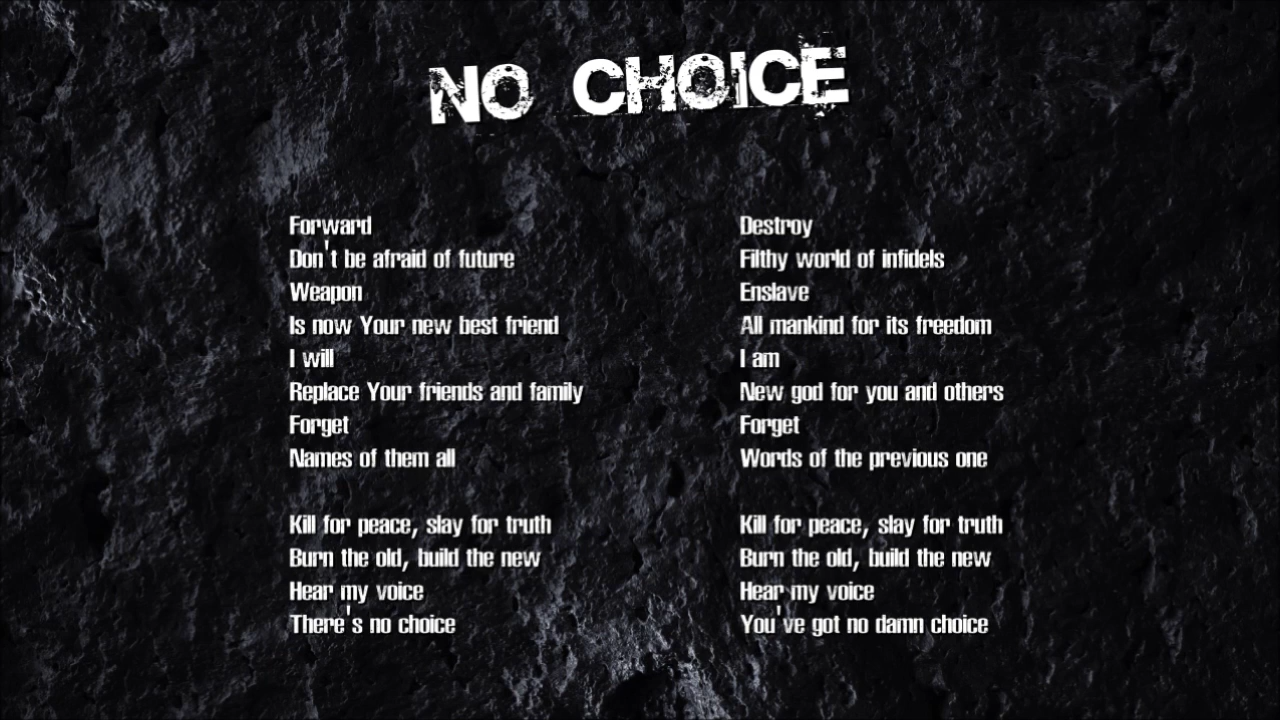 NO CHOICE
Forward
Don't be afraid of future
Weapon
Is now Your new best friend
I will
Replace Your friends and family
Forget
Names of them all
Kill for peace, slay for truth
Burn the old, build the new
Hear my voice
There's no choice
Destroy
Filthy world of infidels
Enslave
All mankind for its freedom
I am
New god for you and others
Forget
Words of the previous one
Kill for peace, slay for truth
Burn the old, build the new
Hear my voice
You've got no damn choice